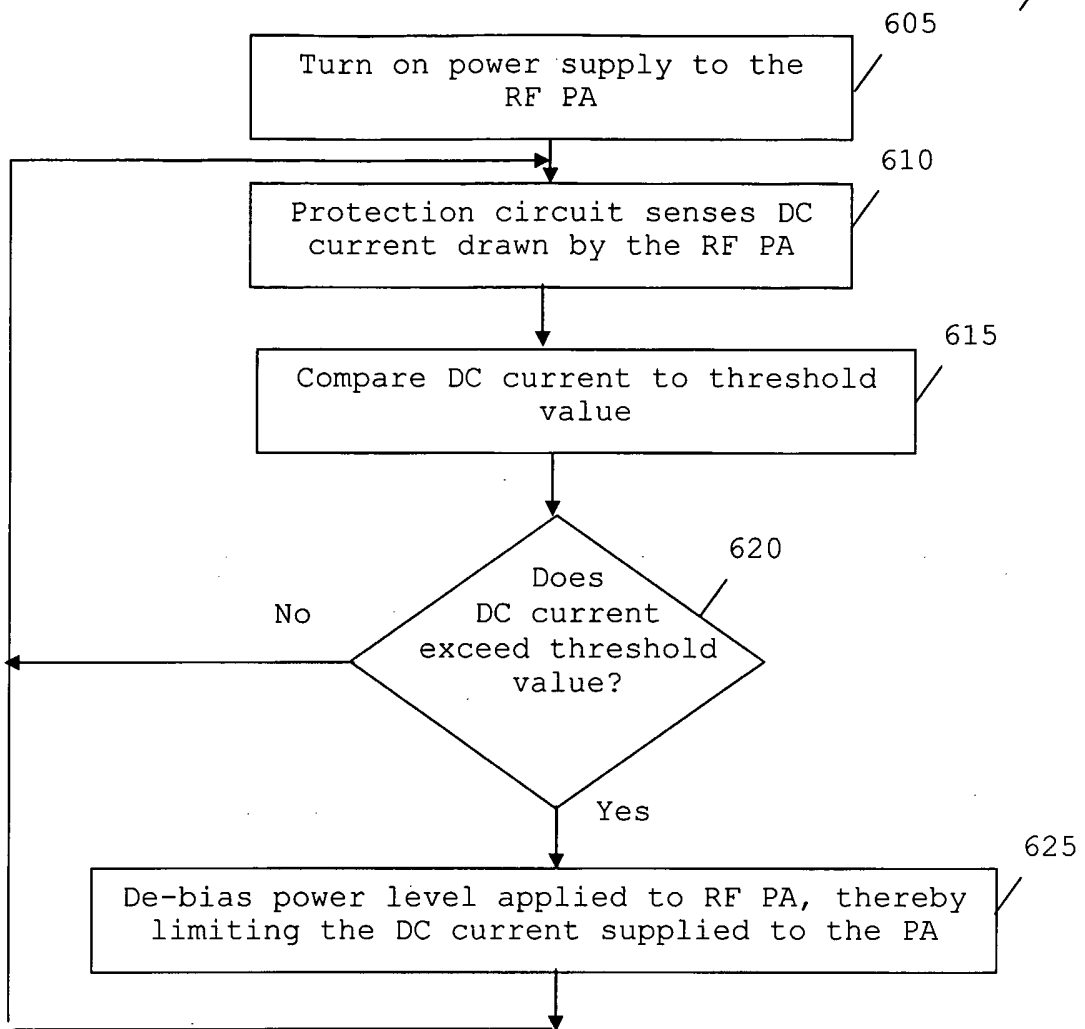 605
Turn on power supply to the
RF PA
610
Protection circuit senses DC
current drawn by the RF PA
615
Compare DC current to threshold
value
620
Does
DC current
exceed threshold
value?
No
Yes
625
De-bias power level applied to RF PA, thereby
limiting the DC current supplied to the PA